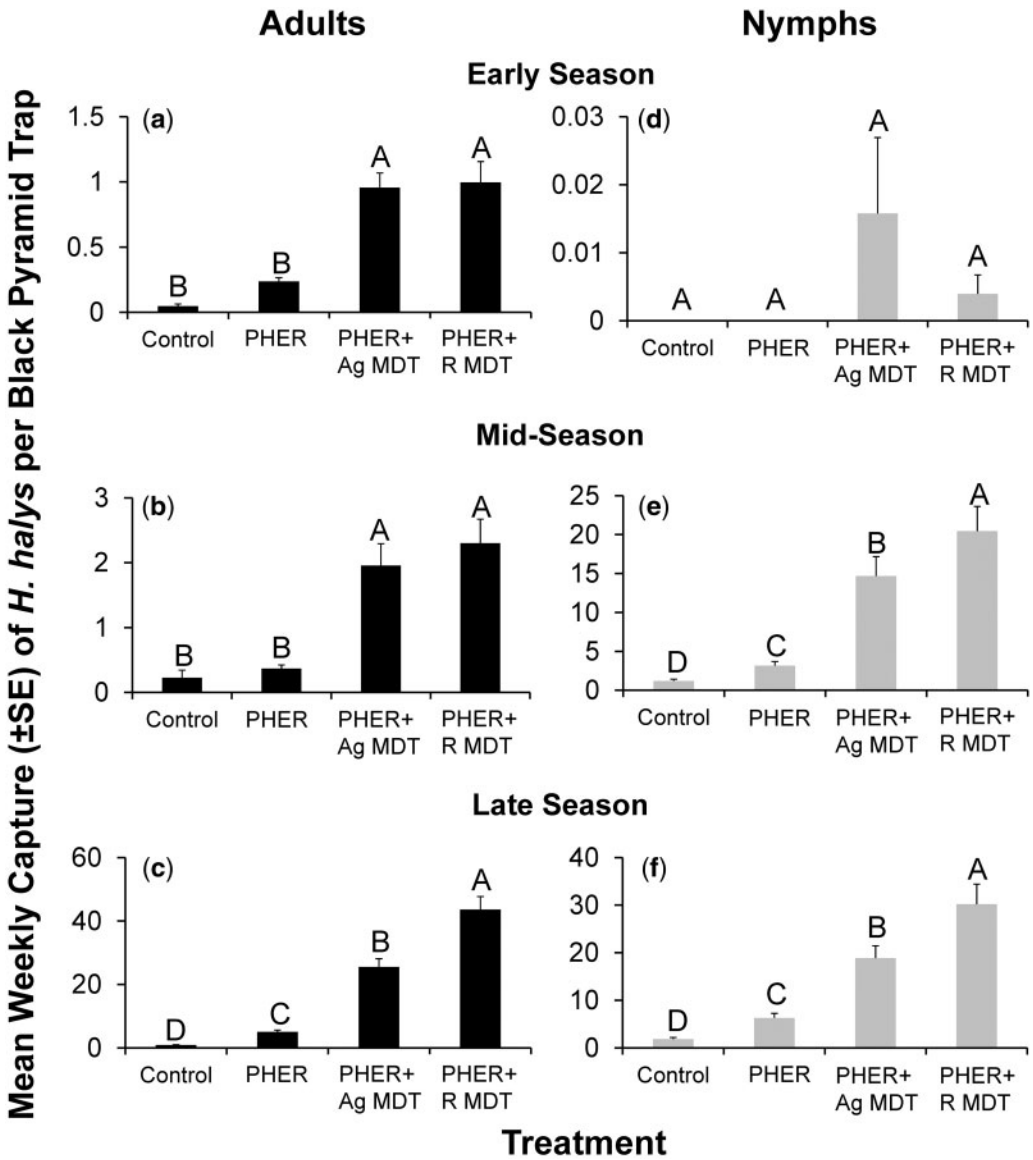 Adults
Nymphs
Mean Weekly Capture (±SE) of H. halys per Black Pyramid Trap
Early Season
(a)
1.5
1
0.5
0
B
B
A
A
Control
PHER
PHER+
Ag MDT
PHER+
R MDT
(d)
0.03
0.02
0.01
0
A
A
A
A
Control
PHER
PHER+
Ag MDT
PHER+
R MDT
Mid-Season
(b)
3
2
1
0
B
B
A
A
Control
PHER
PHER+
Ag MDT
PHER+
R MDT
(e)
25
20
15
10
5
0
D
C
B
A
Control
PHER
PHER+
Ag MDT
PHER+
R MDT
Late Season
(c)
60
40
20
0
D
C
B
A
Control
PHER
PHER+
Ag MDT
PHER+
R MDT
(f)
40
30
20
10
0
D
C
B
A
Control
PHER
PHER+
Ag MDT
PHER+
R MDT
Treatment